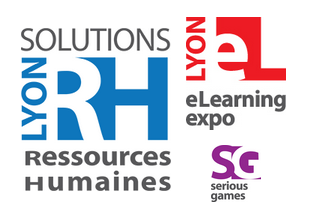 SOLUTIONS
LYON
RH
Ressources
Humaines
LYON
eL
eLearning
expo
SG
serious
games